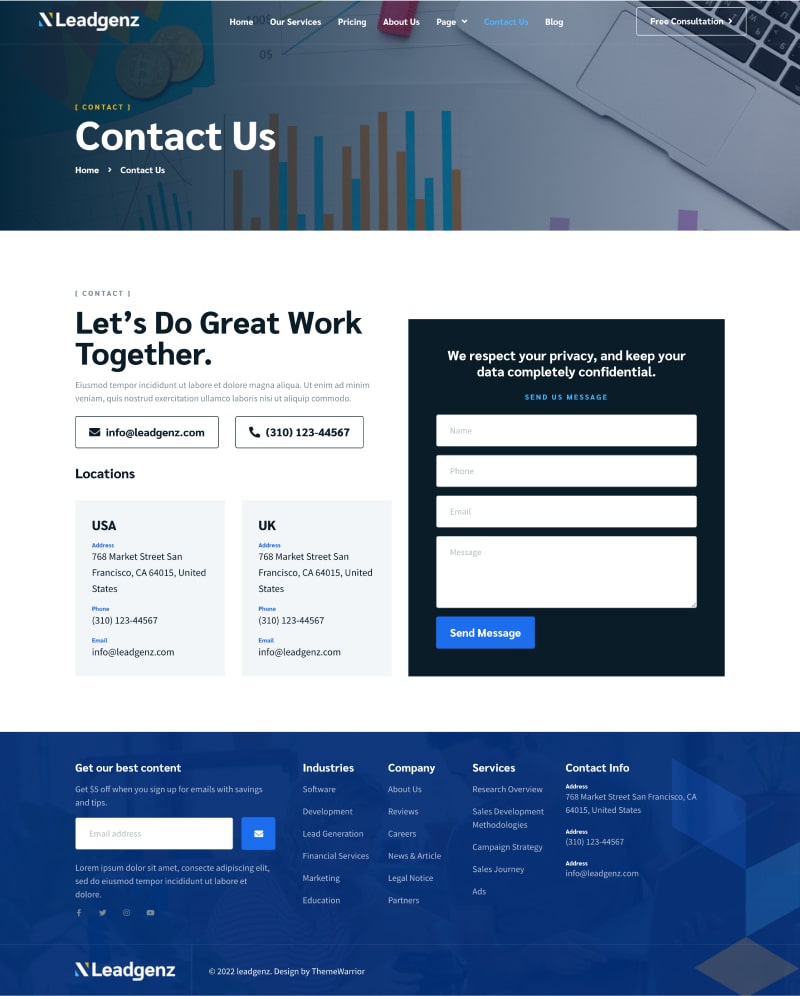 Leadgenz
Home Our Services Pricing About Us Page Contact Us Blog
Free Consultation
100$
0$
[ CONTACT ]
Contact Us
Home > Contact Us
[ CONTACT ]
Let's Do Great Work
Together.
Eiusmod tempor incididunt ut labore et dolore magna aliqua. Ut enim ad minim
veniam, quis nostrud exercitation ullamco laboris nisi ut aliquip commodo.
info@leadgenz.com
(310) 123-44567
Locations
USA
Address
768 Market Street San
Francisco, CA 64015, United
States
Phone
(310) 123-44567
Email
info@leadgenz.com
UK
Address
768 Market Street San
Francisco, CA 64015, United
States
Phone
(310) 123-44567
Email
info@leadgenz.com
We respect your privacy, and keep your
data completely confidential.
SEND US MESSAGE
Name
Phone
Email
Message
Send Message
Get our best content
Get $5 off when you sign up for emails with savings
and tips.
Email address
Lorem ipsum dolor sit amet, consecte adipiscing elit,
sed do eiusmod tempor incididunt ut labore et
dolore.
Industries
Software
Development
Lead Generation
Financial Services
Marketing
Education
Company
About Us
Reviews
Careers
News & Article
Legal Notice
Partners
Services
Research Overview
Sales Development
Methodologies
Campaign Strategy
Sales Journey
Ads
Contact Info
Address
768 Market Street San Francisco, CA
64015, United States
Address
(310) 123-44567
Address
info@leadgenz.com
Leadgenz
© 2022 leadgenz. Design by ThemeWarrior